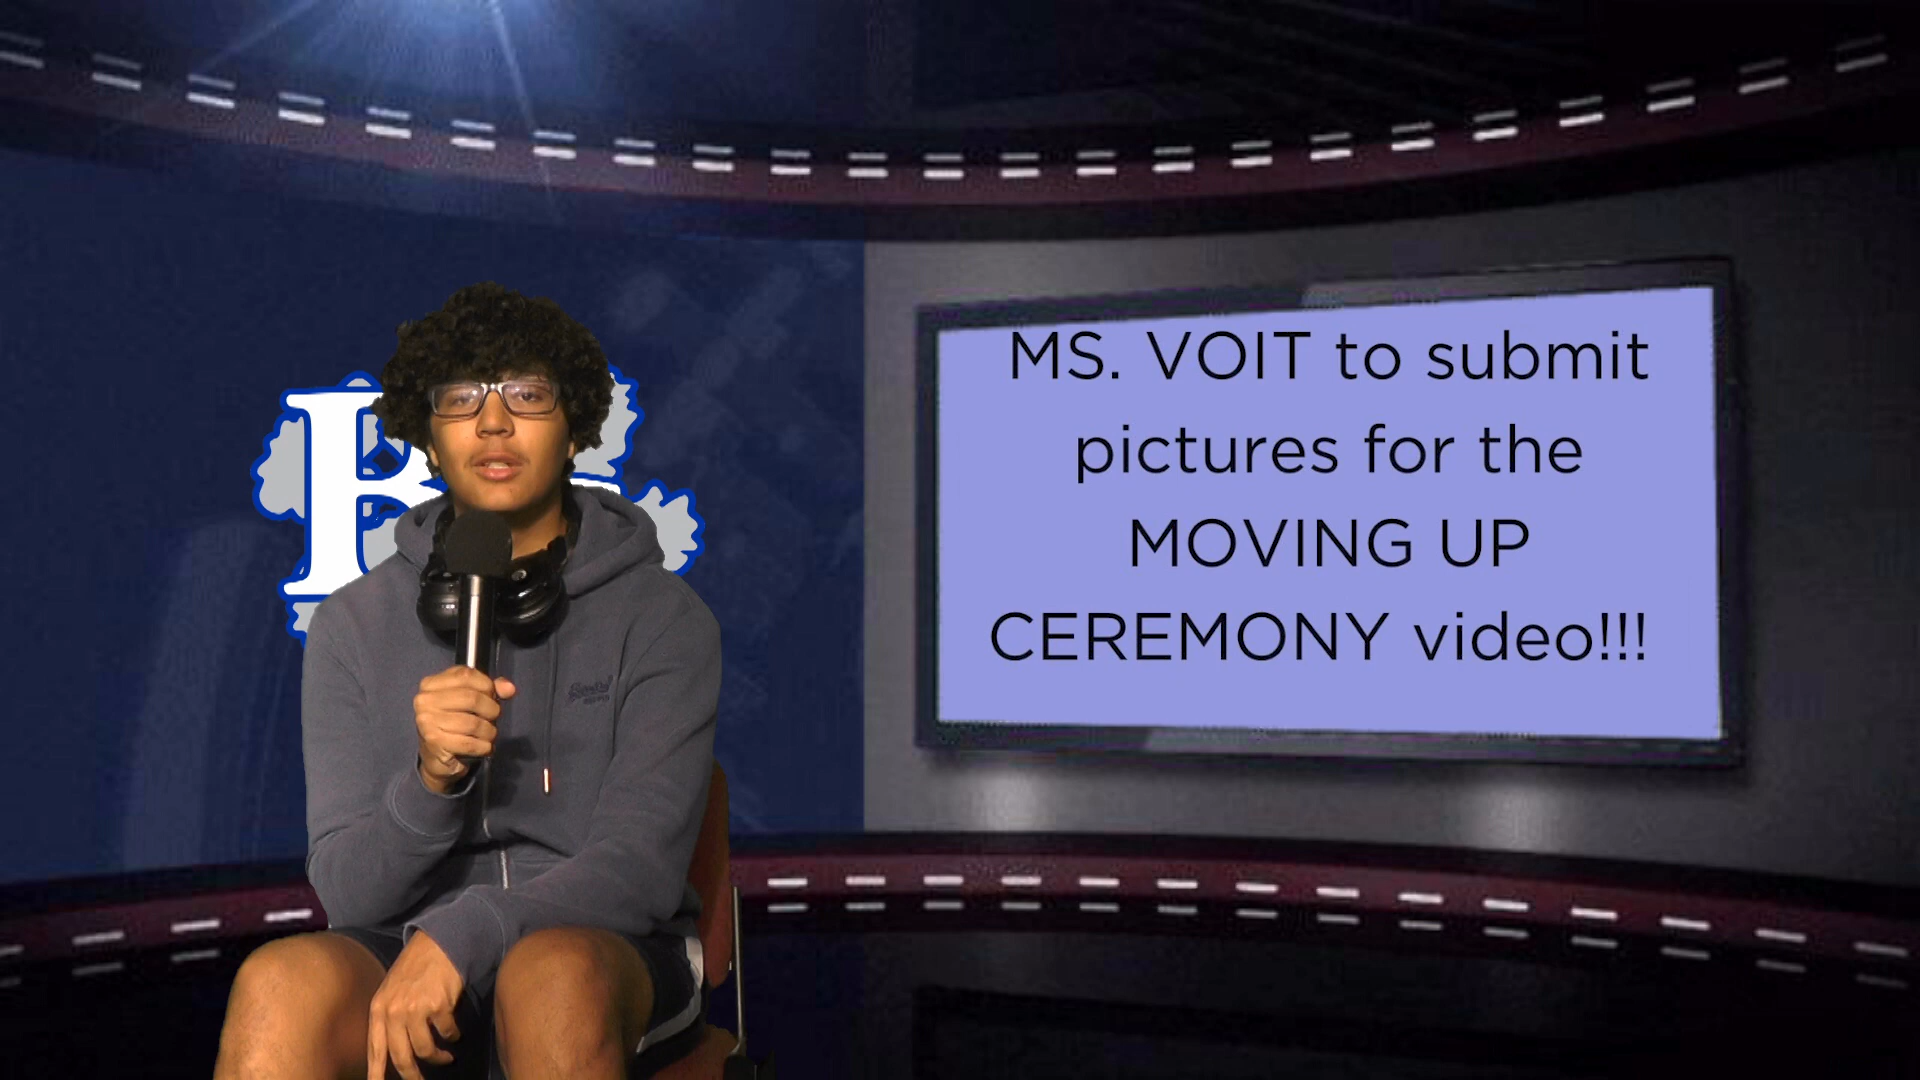 MS. VOIT to submit
pictures for the
MOVING UP
CEREMONY video!!!